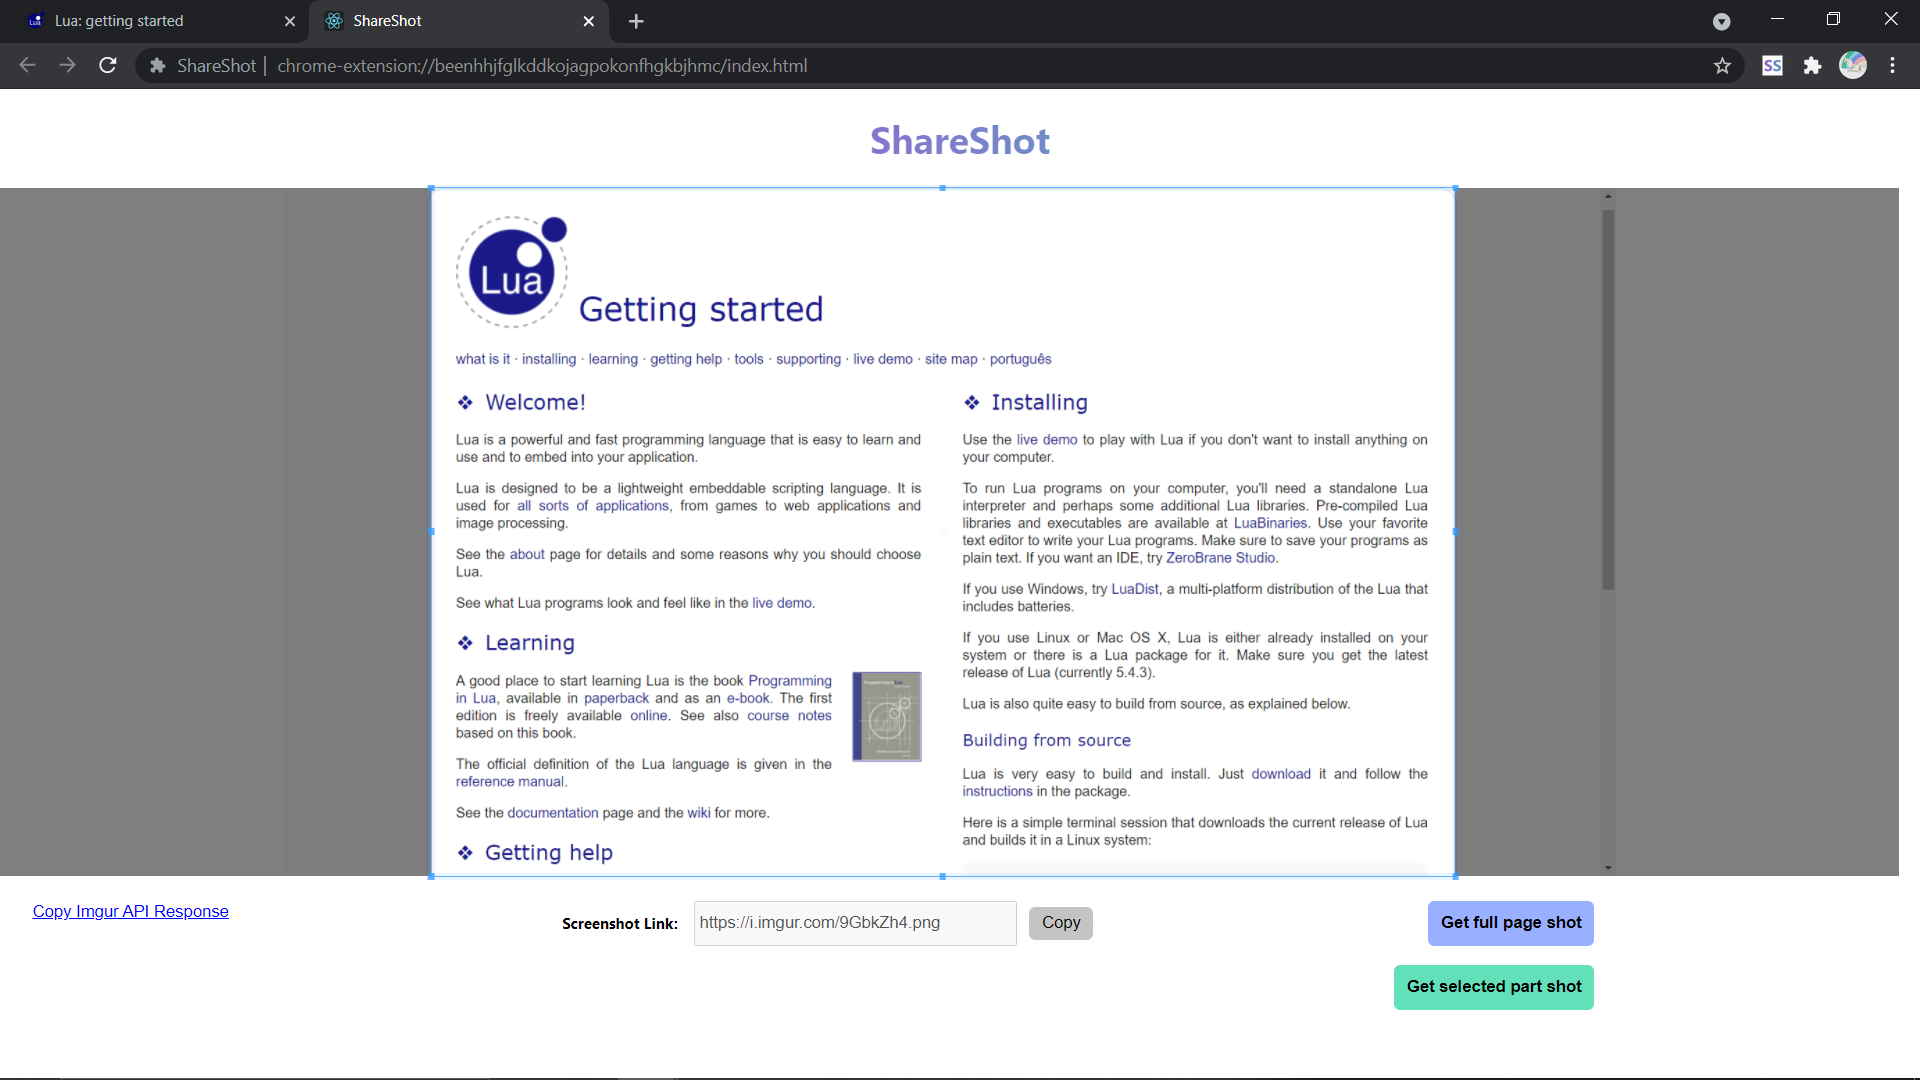 Lua: getting started
ShareShot
ShareShot | chrome-extension://beenhhjfglkddkojagpokonfhgkbjhmc/index.html
SS
ShareShot
Lua
Getting started
what is it · installing · learning · getting help · tools · supporting · live demo · site map · português
❖ Welcome!
Lua is a powerful and fast programming language that is easy to learn and
use and to embed into your application.
Lua is designed to be a lightweight embeddable scripting language. It is
used for all sorts of applications, from games to web applications and
image processing.
See the about page for details and some reasons why you should choose
Lua.
See what Lua programs look and feel like in the live demo.
❖ Learning
A good place to start learning Lua is the book Programming
in Lua, available in paperback and as an e-book. The first
edition is freely available online. See also course notes
based on this book.
The official definition of the Lua language is given in the
reference manual.
See the documentation page and the wiki for more.
❖ Getting help
❖ Installing
Use the live demo to play with Lua if you don't want to install anything on
your computer.
To run Lua programs on your computer, you'll need a standalone Lua
interpreter and perhaps some additional Lua libraries. Pre-compiled Lua
libraries and executables are available at LuaBinaries. Use your favorite
text editor to write your Lua programs. Make sure to save your programs as
plain text. If you want an IDE, try ZeroBrane Studio.
If you use Windows, try LuaDist, a multi-platform distribution of the Lua that
includes batteries.
If you use Linux or Mac OS X, Lua is either already installed on your
system or there is a Lua package for it. Make sure you get the latest
release of Lua (currently 5.4.3).
Lua is also quite easy to build from source, as explained below.
Building from source
Lua is very easy to build and install. Just download it and follow the
instructions in the package.
Here is a simple terminal session that downloads the current release of Lua
and builds it in a Linux system:
Copy Imgur API Response
Screenshot Link:
https://i.imgur.com/9GbkZh4.png
Copy
Get full page shot
Get selected part shot